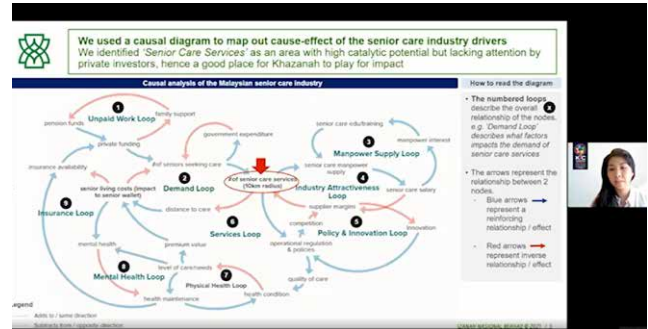 We used a causal diagram to map out cause-effect of the senior care industry drivers
We identified 'Senior Care Services' as an area with high catalytic potential but lacking attention by
private investors, hence a good place for Khazanah to play for impact
Causal analysis of the Malaysian senior care industry
How to read the diagram
1
Unpaid Work Loop
pension funds
family support
private funding
government expenditure
insurance availability
#of seniors seeking care
2
Demand Loop
senior living costs (impact
to senior wallet)
#of senior care services
(10km radius)
senior care edu/training
manpower interest
3
Manpower Supply Loop
senior care manpower
supply
4
Industry Attractiveness
Loop
senior care salary
supplier margins
9
Insurance Loop
distance to care
6
Services Loop
competition
5
Policy & Innovation Loop
innovation
operational regulation
& policies
mental health
premium value
8
Mental Health Loop
level of care/needs
7
Physical Health Loop
quality of care
health condition
health maintenance
• The numbered loops
describe the overall X
relationship of the nodes.
e.g. 'Demand Loop'
describes what factors
impacts the demand of
senior care services
• The arrows represent the
relationship between 2
nodes.
- Blue arrows
represent a
reinforcing
relationship / effect
- Red arrows
represent inverse
relationship / effect
Legend
Adds to / same direction
Subtracts from / opposite direction